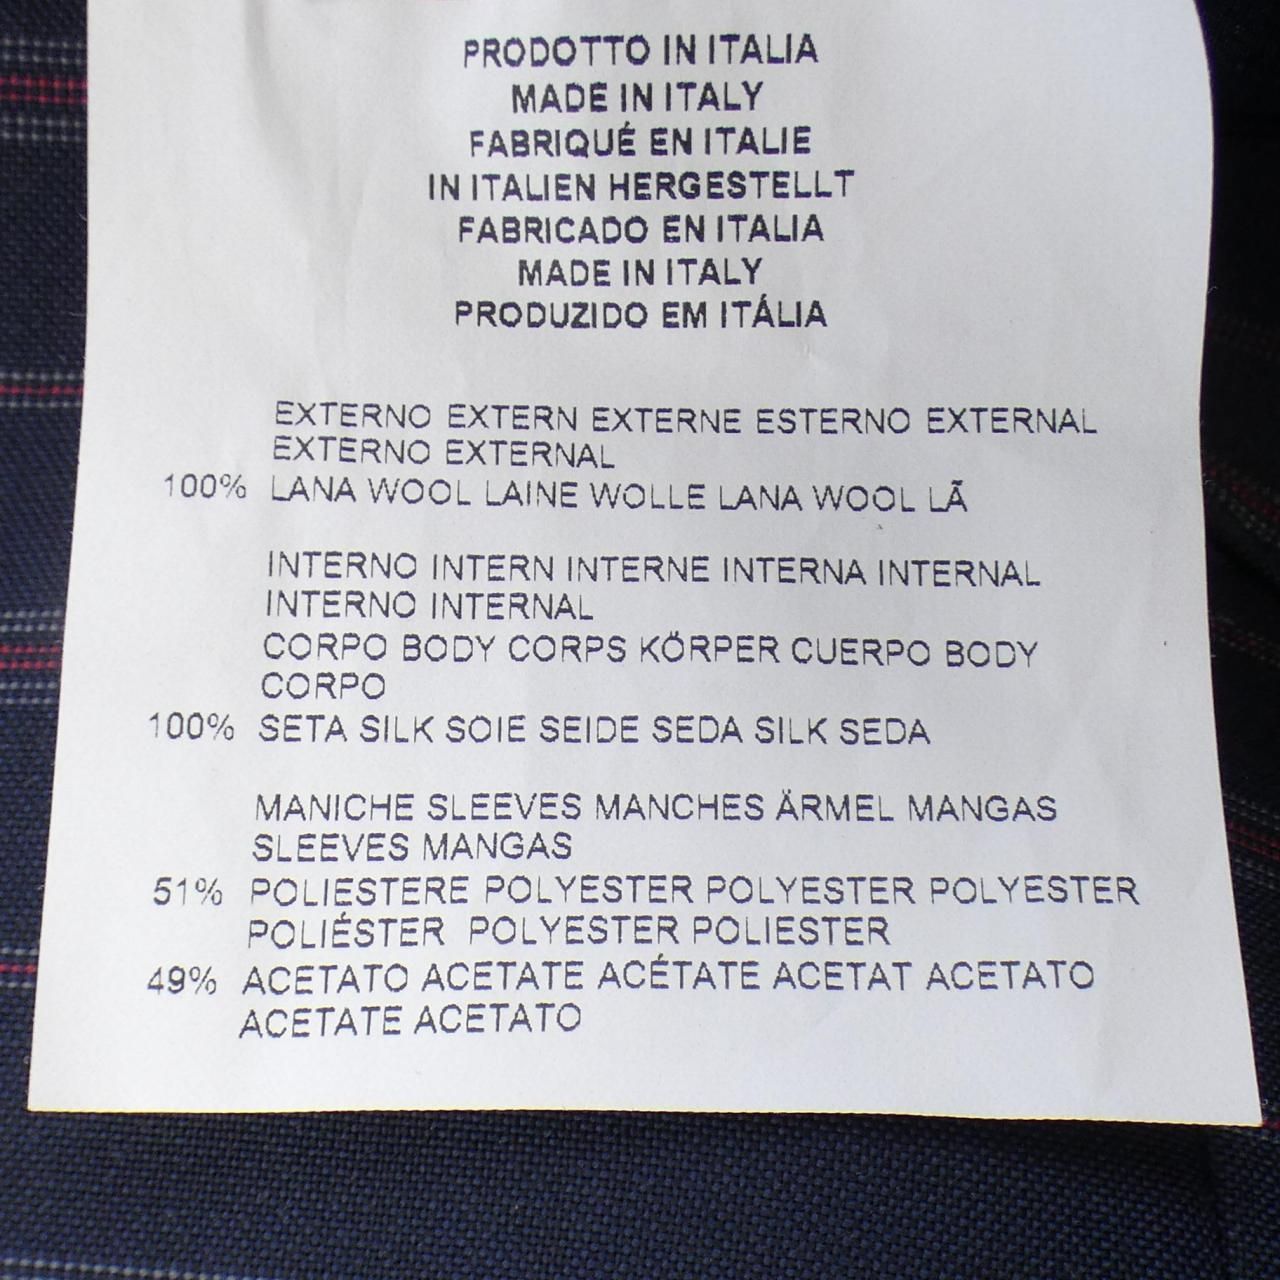 PRODOTTO IN ITALIA
MADE IN ITALY
FABRIQUÉ EN ITALIE
IN ITALIEN HERGESTELLT
FABRICADO EN ITALIA
MADE IN ITALY
PRODUZIDO EM ITÁLIA
EXTERNO EXTERN EXTERNE ESTERNO EXTERNAL
EXTERNO EXTERNAL
100% LANA WOOL LAINE WOLLE LANA WOOL LÃ
INTERNO INTERN INTERNE INTERNA INTERNAL
INTERNO INTERNAL
CORPO BODY CORPS KÖRPER CUERPO BODY
CORPO
100% SETA SILK SOIE SEIDE SEDA SILK SEDA
MANICHE SLEEVES MANCHES ÄRMEL MANGAS
SLEEVES MANGAS
51% POLIESTERE POLYESTER POLYESTER POLYESTER
POLIÉSTER POLYESTER POLIESTER
49% ACETATO ACETATE ACÉTATE ACETAT ACETATO
ACETATE ACETATO